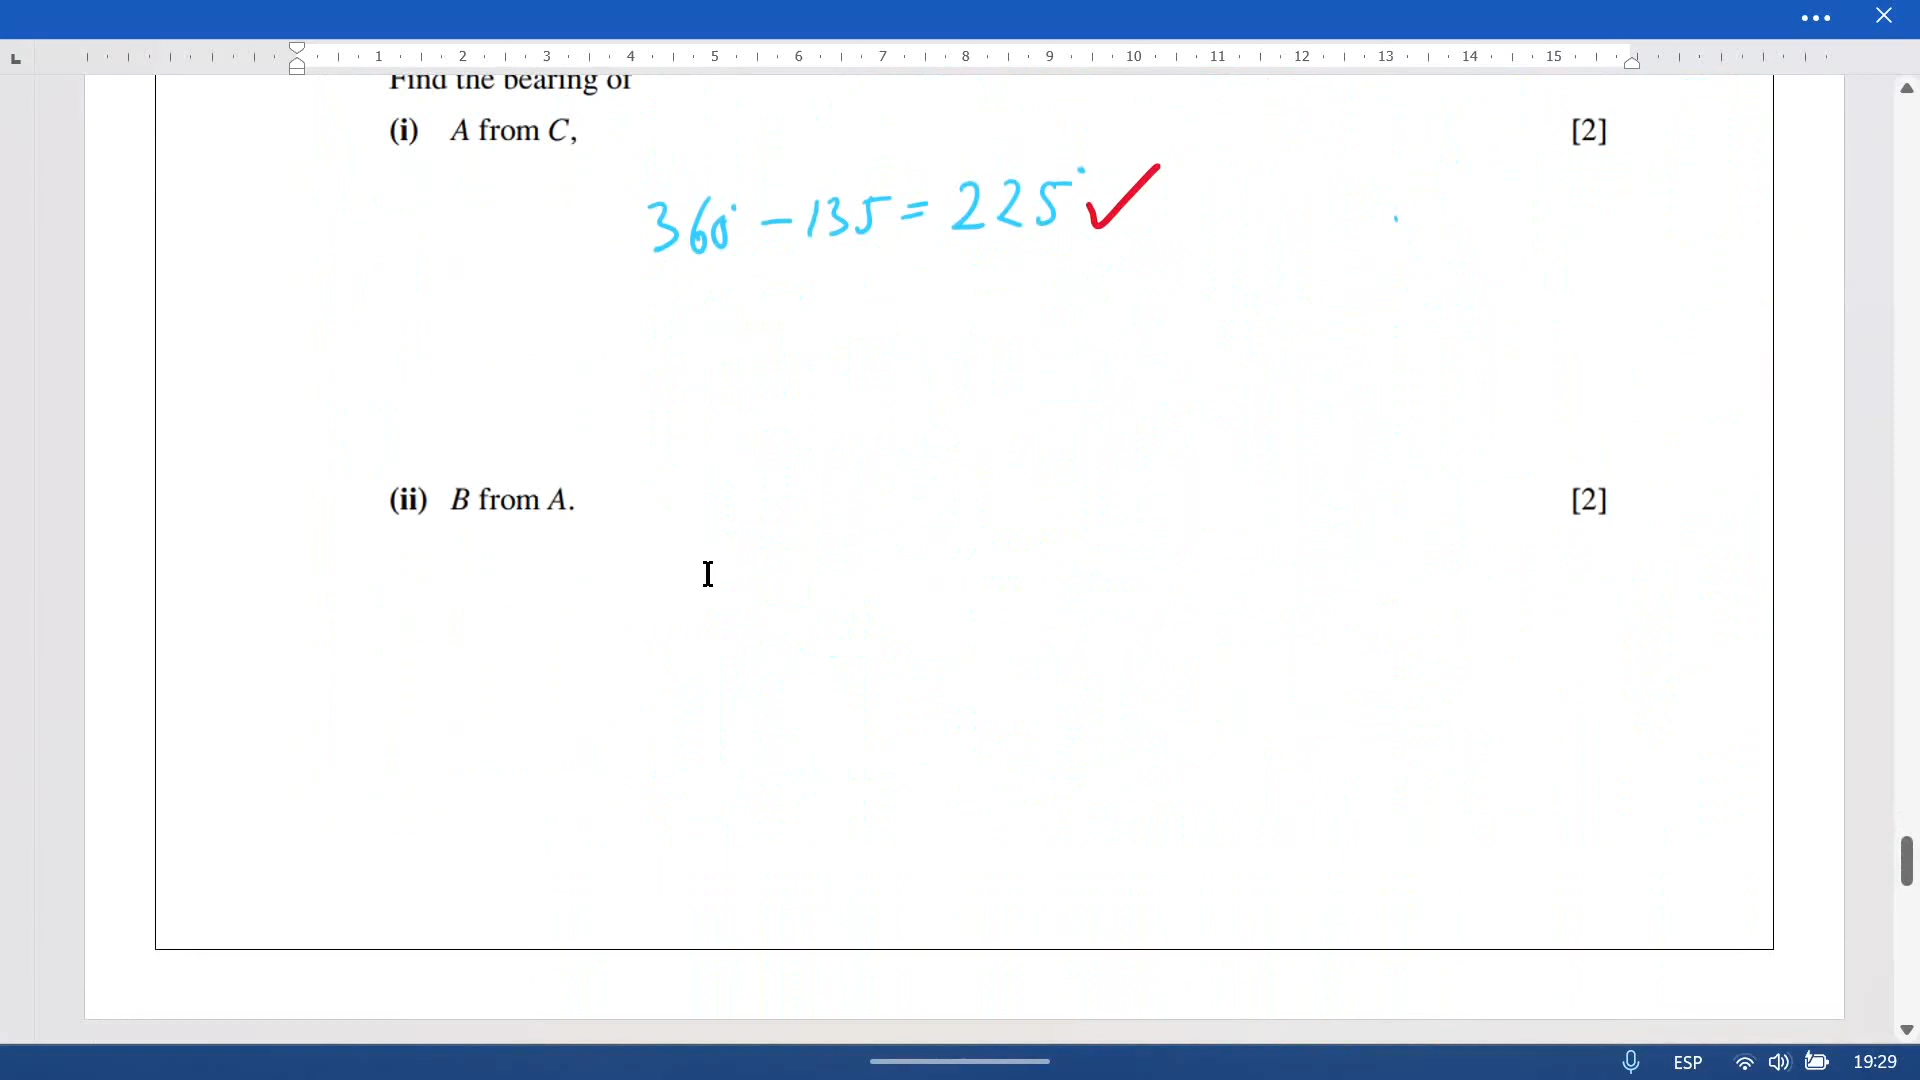 1 2 3 4 5 6 7 8 9 10 11 12 13 14 15
Find the bearing of
(i) A from C, [2]
360° − 135 = 225°
(ii) B from A. [2]
ESP 19:29